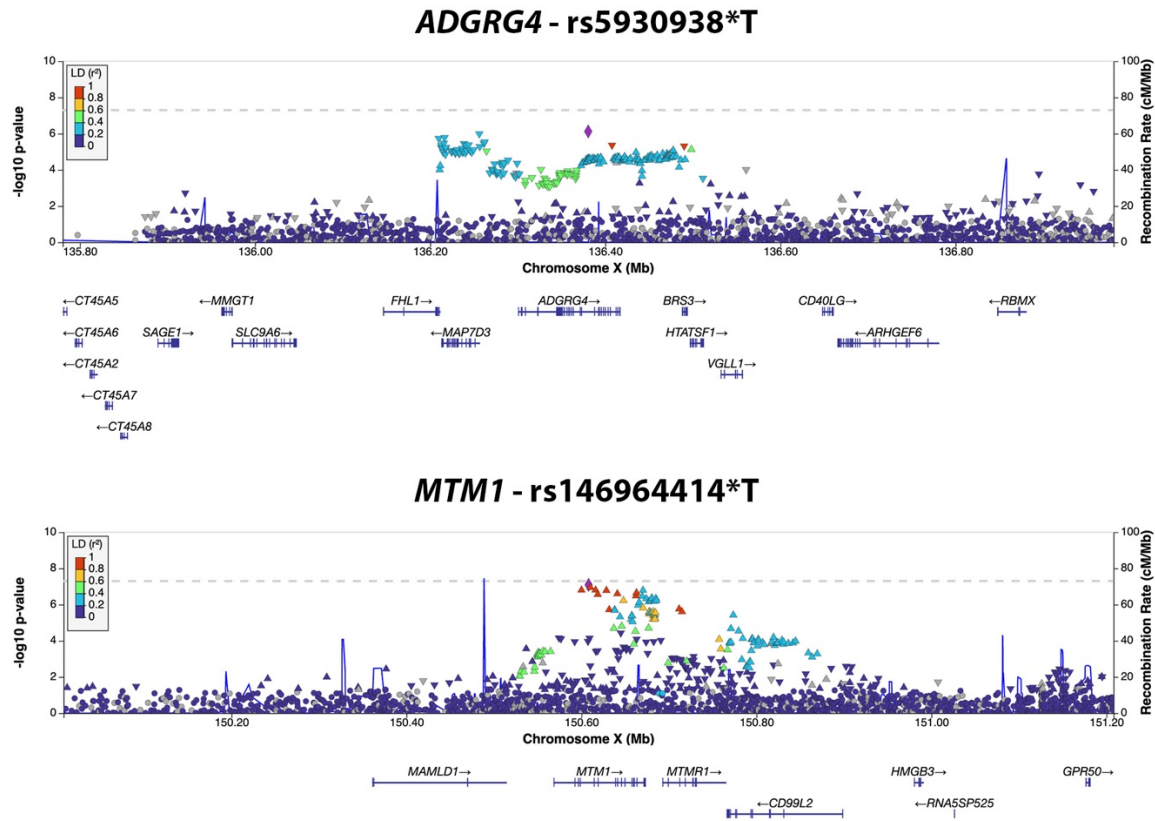 ADGRG4 - rs5930938*T
10
8
6
4
2
0
-log10 p-value
LD (r²)
1
0.8
0.6
0.4
0.2
0
100
80
60
40
20
0
Recombination Rate (cM/Mb)
135.80 136.00 136.20 136.40 136.60 136.80
Chromosome X (Mb)
←CT45A5 ←MMGT1 FHL1→ ADGRG4→ BRS3→ CD40LG→ ←RBMX
←CT45A6 SAGE1→ SLC9A6→ ←MAP7D3 HTATSF1→ ←ARHGEF6
←CT45A2 VGLL1→
←CT45A7
←CT45A8
MTM1 - rs146964414*T
10
8
6
4
2
0
-log10 p-value
LD (r²)
1
0.8
0.6
0.4
0.2
0
100
80
60
40
20
0
Recombination Rate (cM/Mb)
150.20 150.40 150.60 150.80 151.00 151.20
Chromosome X (Mb)
MAMLD1→ MTM1→ MTMR1→ HMGB3→ GPR50→
←CD99L2 ←RNA5SP525